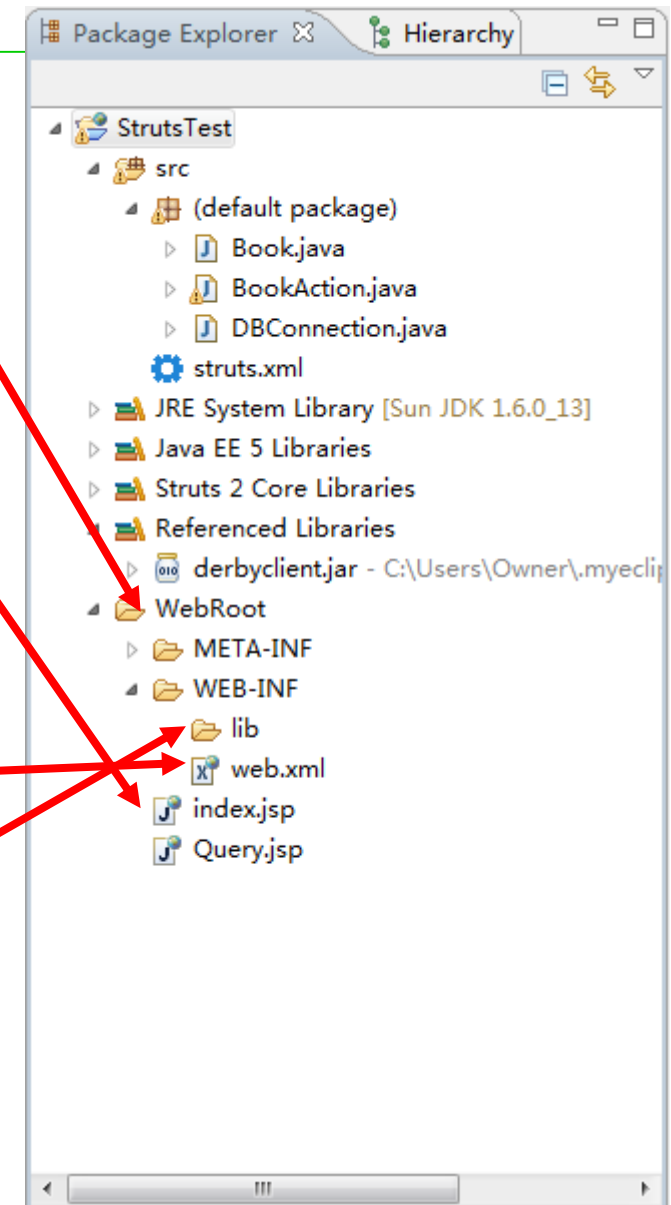 Package Explorer Hierarchy
StrutsTest
src
(default package)
Book.java
BookAction.java
DBConnection.java
struts.xml
JRE System Library [Sun JDK 1.6.0_13]
Java EE 5 Libraries
Struts 2 Core Libraries
Referenced Libraries
derbyclient.jar - C:\Users\Owner\.myeclip
WebRoot
META-INF
WEB-INF
lib
web.xml
index.jsp
Query.jsp